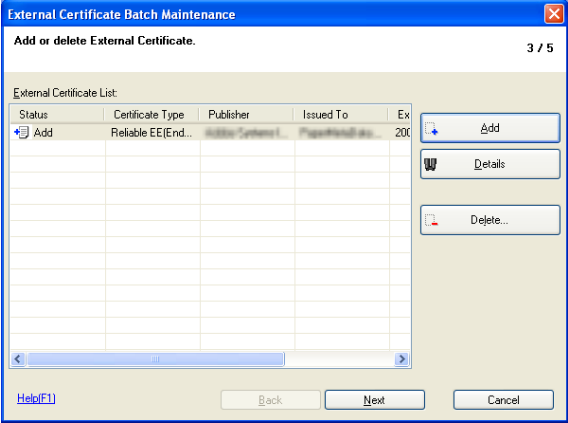 External Certificate Batch Maintenance
Add or delete External Certificate.
3 / 5
External Certificate List:
Status Certificate Type Publisher Issued To Ex
Add Reliable EE(End... 200
Add
Details
Delete...
Help(F1)
Back Next Cancel